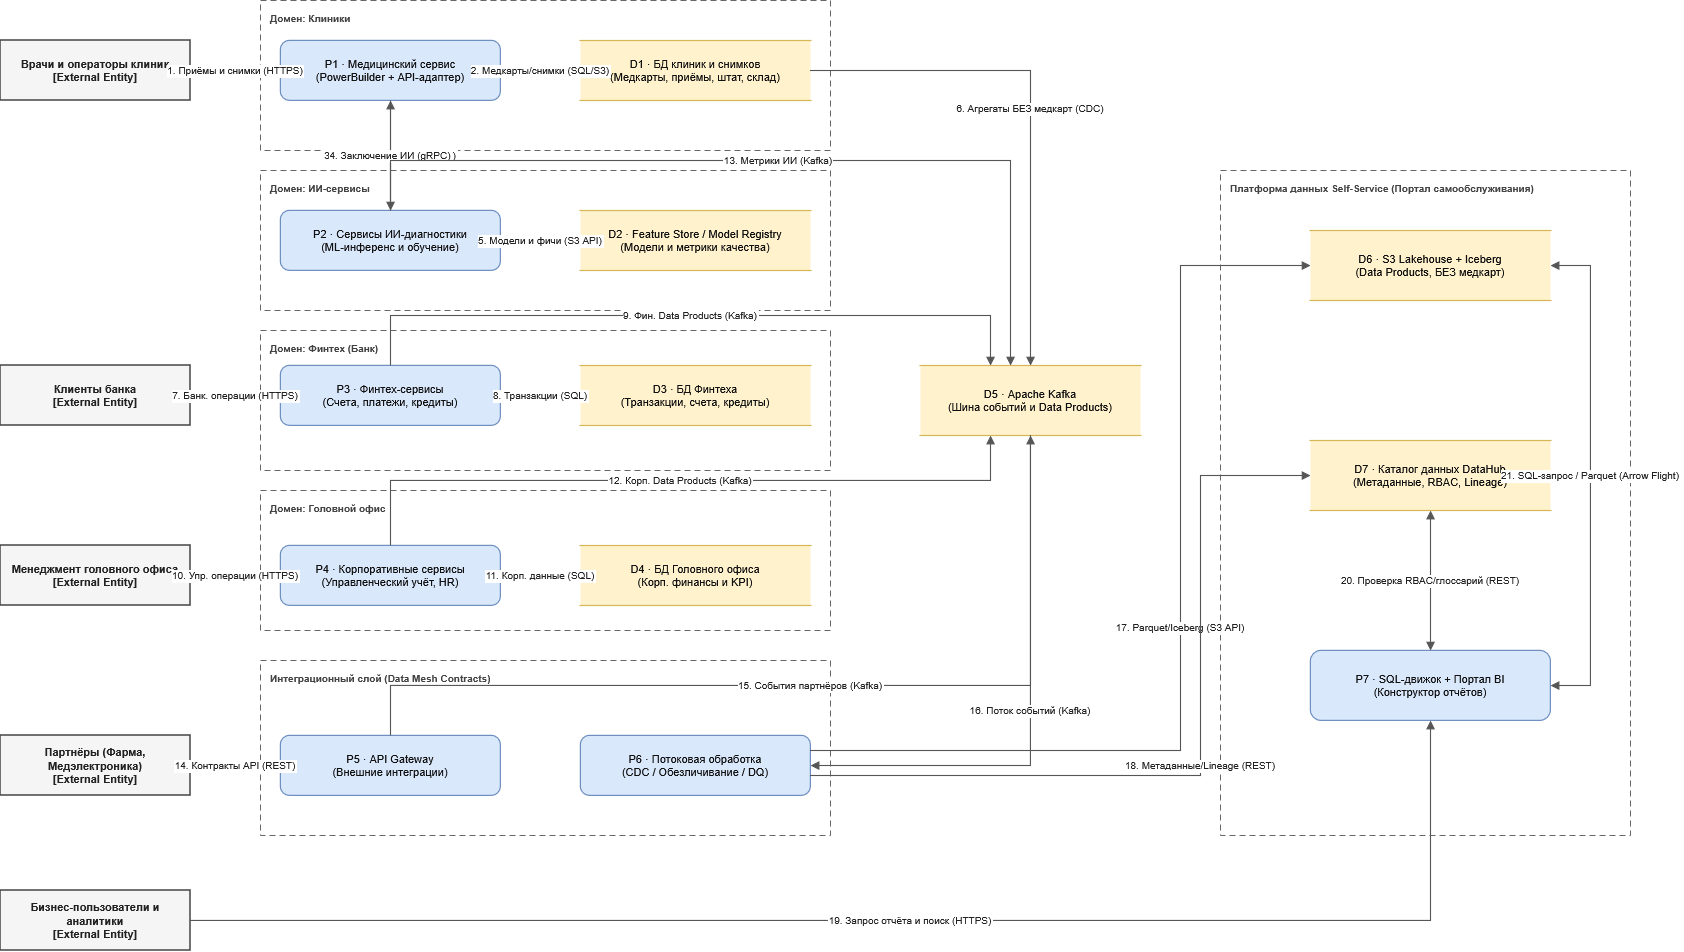 Домен: Клиники
Врачи и операторы клиник
[External Entity]
1. Приёмы и снимки (HTTPS)
P1 · Медицинский сервис
(PowerBuilder + API-адаптер)
2. Медкарты/снимки (SQL/S3)
D1 · БД клиник и снимков
(Медкарты, приёмы, штат, склад)
6. Агрегаты БЕЗ медкарт (CDC)
34. Заключение ИИ (gRPC) )
13. Метрики ИИ (Kafka)
Домен: ИИ-сервисы
P2 · Сервисы ИИ-диагностики
(ML-инференс и обучение)
5. Модели и фичи (S3 API)
D2 · Feature Store / Model Registry
(Модели и метрики качества)
Платформа данных Self-Service (Портал самообслуживания)
D6 · S3 Lakehouse + Iceberg
(Data Products, БЕЗ медкарт)
9. Фин. Data Products (Kafka)
Домен: Финтех (Банк)
Клиенты банка
[External Entity]
7. Банк. операции (HTTPS)
P3 · Финтех-сервисы
(Счета, платежи, кредиты)
8. Транзакции (SQL)
D3 · БД Финтеха
(Транзакции, счета, кредиты)
D5 · Apache Kafka
(Шина событий и Data Products)
12. Корп. Data Products (Kafka)
D7 · Каталог данных DataHub
(Метаданные, RBAC, Lineage)
21. SQL-запрос / Parquet (Arrow Flight)
Домен: Головной офис
Менеджмент головного офиса
[External Entity]
10. Упр. операции (HTTPS)
P4 · Корпоративные сервисы
(Управленческий учёт, HR)
11. Корп. данные (SQL)
D4 · БД Головного офиса
(Корп. финансы и KPI)
20. Проверка RBAC/глоссарий (REST)
17. Parquet/Iceberg (S3 API)
Интеграционный слой (Data Mesh Contracts)
15. События партнёров (Kafka)
16. Поток событий (Kafka)
P7 · SQL-движок + Портал BI
(Конструктор отчётов)
Партнёры (Фарма,
Медэлектроника)
[External Entity]
14. Контракты API (REST)
P5 · API Gateway
(Внешние интеграции)
P6 · Потоковая обработка
(CDC / Обезличивание / DQ)
18. Метаданные/Lineage (REST)
Бизнес-пользователи и
аналитики
[External Entity]
19. Запрос отчёта и поиск (HTTPS)